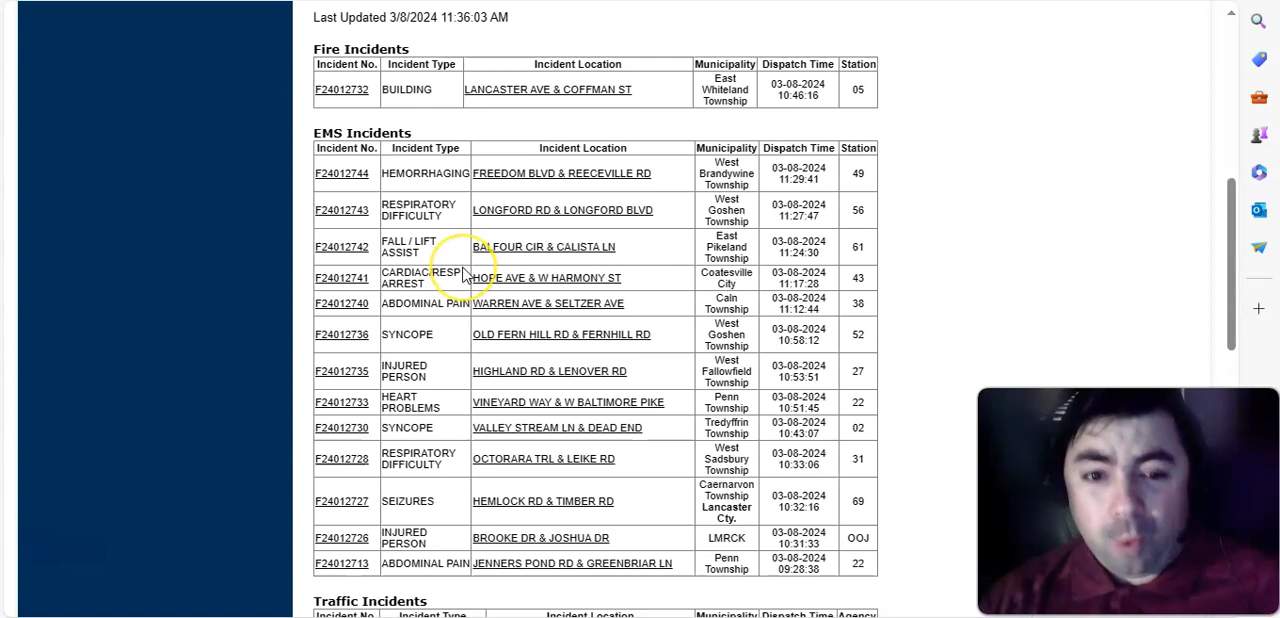 Last Updated 3/8/2024 11:36:03 AM
Fire Incidents
Incident No. Incident Type Incident Location Municipality Dispatch Time Station
F24012732 BUILDING LANCASTER AVE & COFFMAN ST East Whiteland Township 03-08-2024 10:46:16 05
EMS Incidents
Incident No. Incident Type Incident Location Municipality Dispatch Time Station
F24012744 HEMORRHAGING FREEDOM BLVD & REECEVILLE RD West Brandywine Township 03-08-2024 11:29:41 49
F24012743 RESPIRATORY DIFFICULTY LONGFORD RD & LONGFORD BLVD West Goshen Township 03-08-2024 11:27:47 56
F24012742 FALL / LIFT ASSIST BALFOUR CIR & CALISTA LN East Pikeland Township 03-08-2024 11:24:30 61
F24012741 CARDIAC/RESP ARREST HOPE AVE & W HARMONY ST Coatesville City 03-08-2024 11:17:28 43
F24012740 ABDOMINAL PAIN WARREN AVE & SELTZER AVE Caln Township 03-08-2024 11:12:44 38
F24012736 SYNCOPE OLD FERN HILL RD & FERNHILL RD West Goshen Township 03-08-2024 10:58:12 52
F24012735 INJURED PERSON HIGHLAND RD & LENOVER RD West Fallowfield Township 03-08-2024 10:53:51 27
F24012733 HEART PROBLEMS VINEYARD WAY & W BALTIMORE PIKE Penn Township 03-08-2024 10:51:45 22
F24012730 SYNCOPE VALLEY STREAM LN & DEAD END Tredyffrin Township 03-08-2024 10:43:07 02
F24012728 RESPIRATORY DIFFICULTY OCTORARA TRL & LEIKE RD West Sadsbury Township 03-08-2024 10:33:06 31
F24012727 SEIZURES HEMLOCK RD & TIMBER RD Caernarvon Township Lancaster Cty. 03-08-2024 10:32:16 69
F24012726 INJURED PERSON BROOKE DR & JOSHUA DR LMRCK 03-08-2024 10:31:33 OOJ
F24012713 ABDOMINAL PAIN JENNERS POND RD & GREENBRIAR LN Penn Township 03-08-2024 09:28:38 22
Traffic Incidents
Incident No. Incident Type Incident Location Municipality Dispatch Time Agency